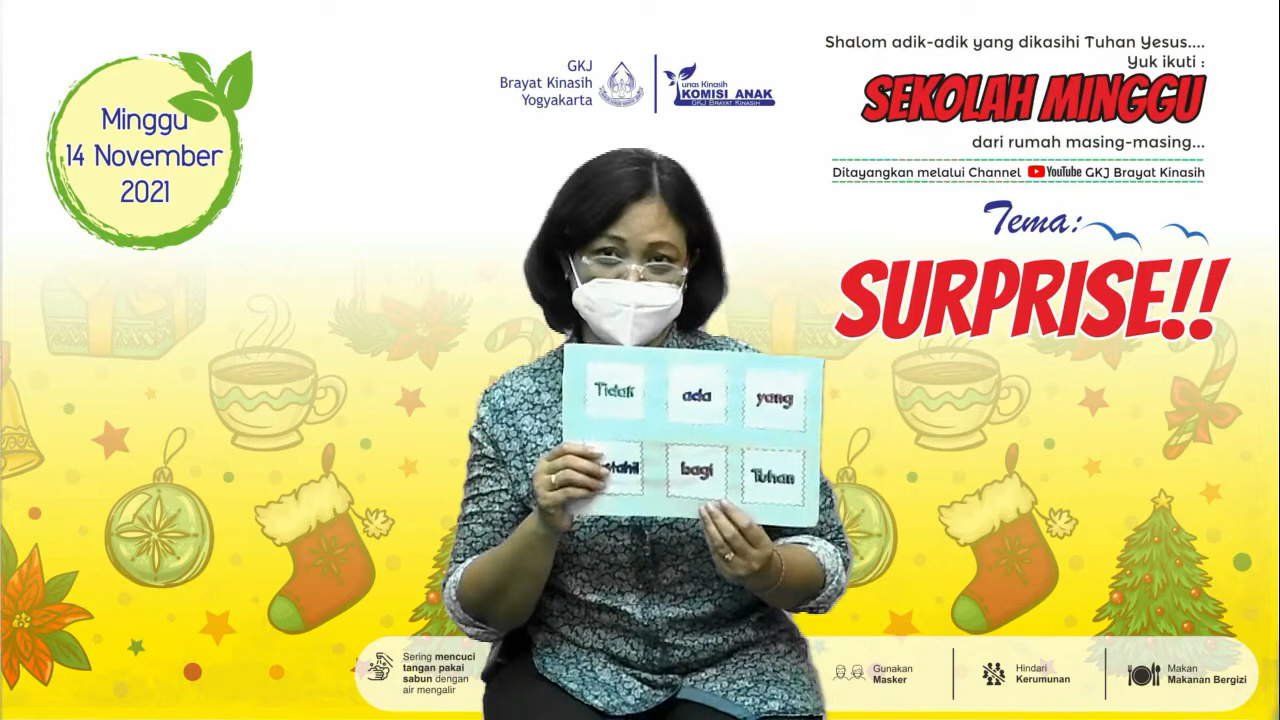 Minggu
14 November
2021
GKJ
Brayat Kinasih
Yogyakarta
Tunas Kinasih
KOMISI ANAK
GKJ BRAYAT KINASIH
Shalom adik-adik yang dikasihi Tuhan Yesus....
Yuk ikuti :
SEKOLAH MINGGU
dari rumah masing-masing...
Ditayangkan melalui Channel YouTube GKJ Brayat Kinasih
Tema:
SURPRISE!!
Tidak ada yang
stahil bagi Tuhan
Sering mencuci
tangan pakai
sabun dengan
air mengalir
Gunakan
Masker
Hindari
Kerumunan
Makan
Makanan Bergizi